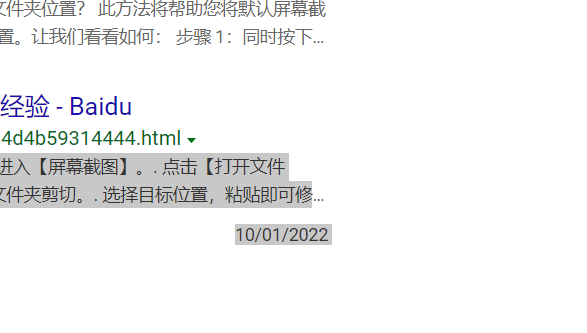 文件夹位置？ 此方法将帮助您将默认屏幕截
置。让我们看看如何： 步骤 1：同时按下...
经验 - Baidu
4d4b59314444.html
进入【屏幕截图】。. 点击【打开文件
文件夹剪切。. 选择目标位置，粘贴即可修...
10/01/2022